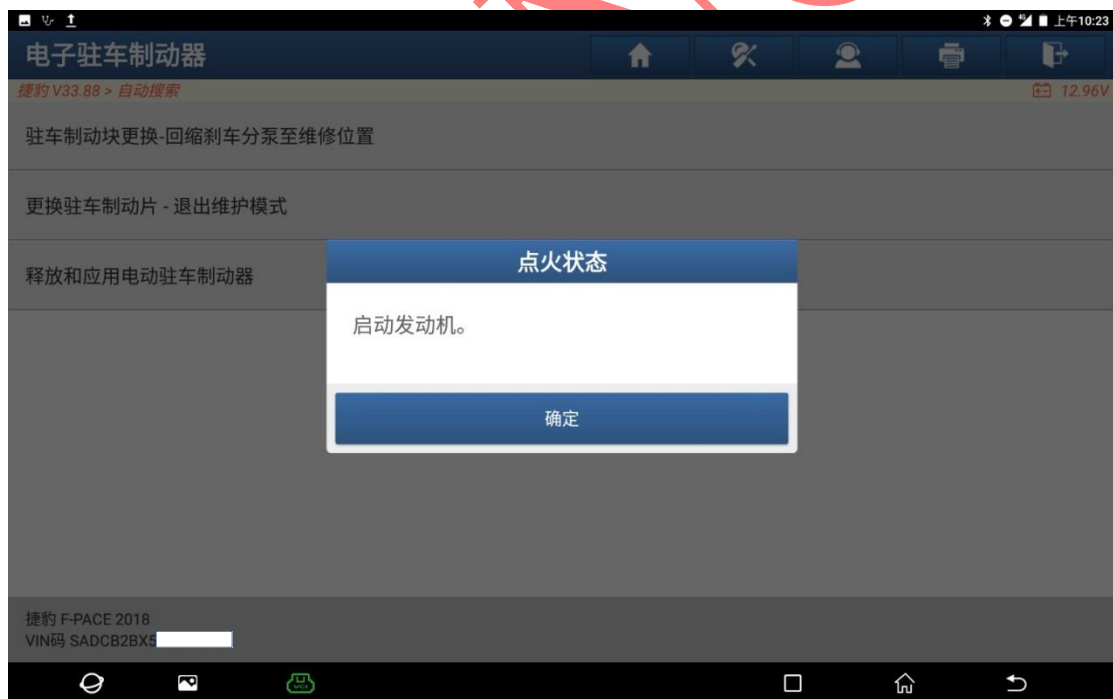 上午10:23
电子驻车制动器
捷豹 V33.88 > 自动搜索
12.96V
驻车制动块更换-回缩刹车分泵至维修位置
更换驻车制动片 - 退出维护模式
释放和应用电动驻车制动器
点火状态
启动发动机。
确定
捷豹 F-PACE 2018
VIN码 SADCB2BX5
VCI